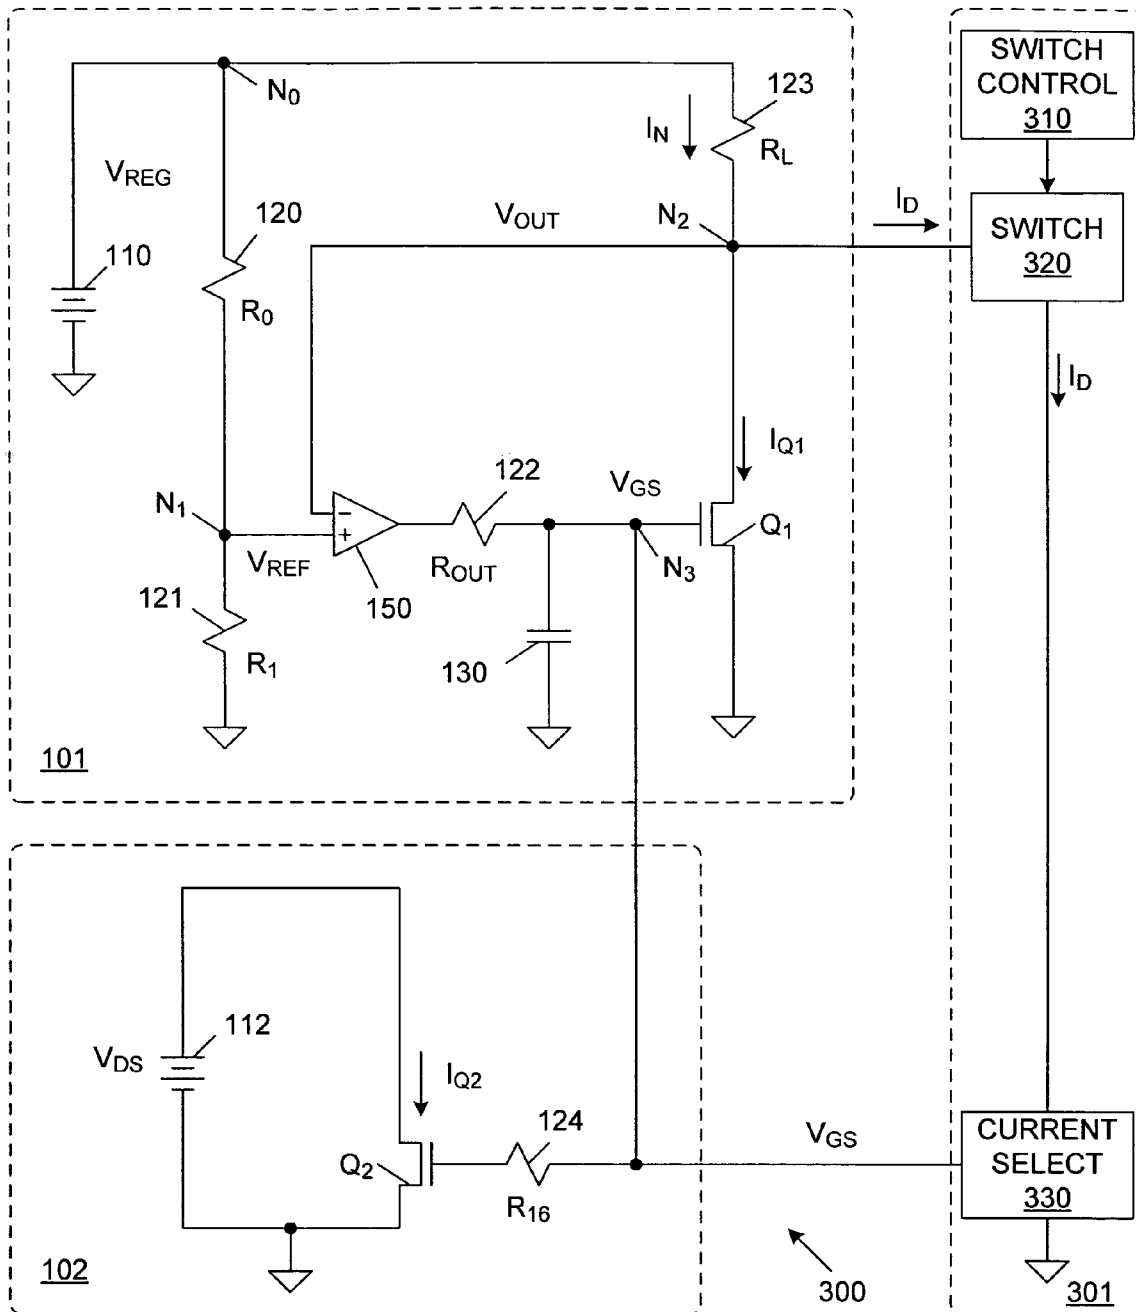 SWITCH
CONTROL
310
N0
123
IN
RL
VREG
120
VOUT
N2
ID
SWITCH
320
110
R0
ID
IQ1
122
VGS
N1
Q1
−
+
VREF
ROUT
N3
121
150
R1
130
101
112
VDS
IQ2
124
VGS
CURRENT
SELECT
330
Q2
R16
102
300
301